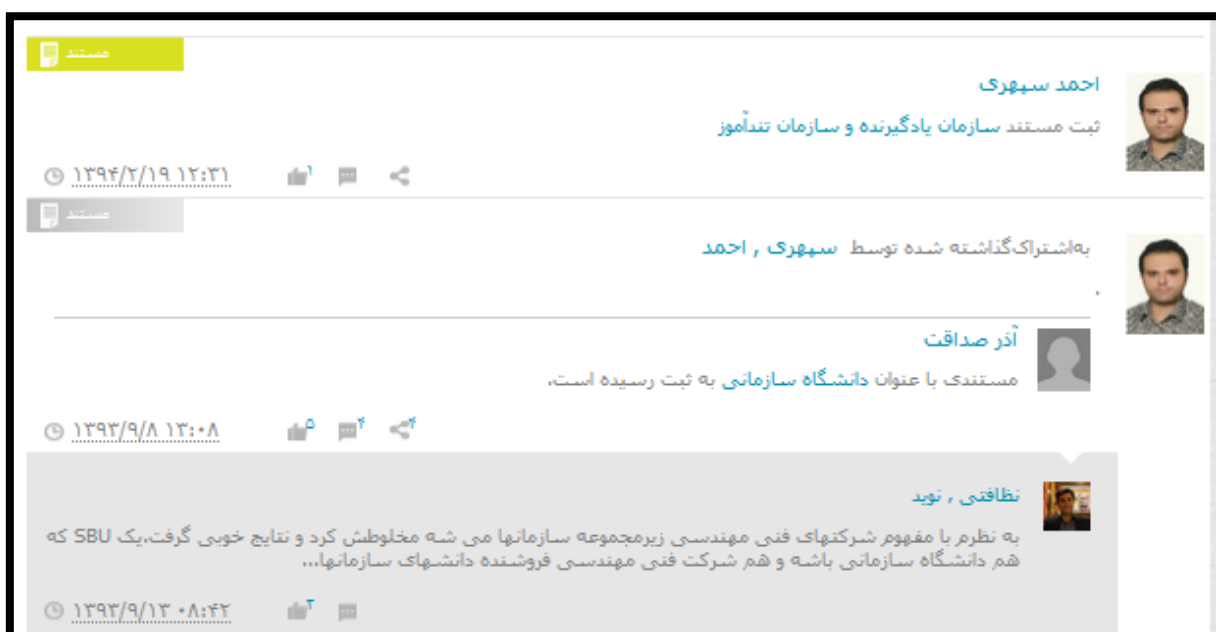 مستند
احمد سپهری
ثبت مستند سازمان یادگیرنده و سازمان تندآموز
۱۳۹۴/۲/۱۹ ۱۲:۳۱ ۱
مستند
به‌اشتراک‌گذاشته شده توسط سپهری , احمد
.
آذر صداقت
مستندی با عنوان دانشگاه سازمانی به ثبت رسیده است.
۱۳۹۳/۹/۸ ۱۳:۰۸ ۵ ۴ ۴
نظافتی , نوید
به نظرم با مفهوم شرکتهای فنی مهندسی زیرمجموعه سازمانها می شه مخلوطش کرد و نتایج خوبی گرفت.یک SBU که
هم دانشگاه سازمانی باشه و هم شرکت فنی مهندسی فروشنده دانشهای سازمانها...
۱۳۹۳/۹/۱۳ ۰۸:۴۲ ۳